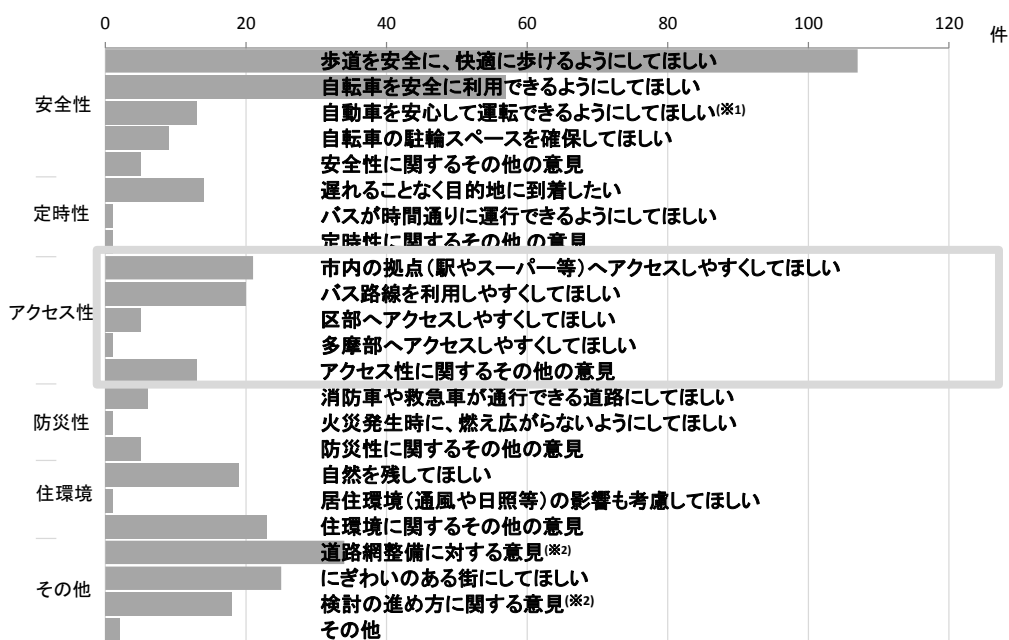 0 20 40 60 80 100 120
件
安全性
歩道を安全に、快適に歩けるようにしてほしい
自転車を安全に利用できるようにしてほしい
自動車を安心して運転できるようにしてほしい(※1)
自転車の駐輪スペースを確保してほしい
安全性に関するその他の意見
定時性
遅れることなく目的地に到着したい
バスが時間通りに運行できるようにしてほしい
定時性に関するその他の意見
アクセス性
市内の拠点(駅やスーパー等)へアクセスしやすくしてほしい
バス路線を利用しやすくしてほしい
区部へアクセスしやすくしてほしい
多摩部へアクセスしやすくしてほしい
アクセス性に関するその他の意見
防災性
消防車や救急車が通行できる道路にしてほしい
火災発生時に、燃え広がらないようにしてほしい
防災性に関するその他の意見
住環境
自然を残してほしい
居住環境(通風や日照等)の影響も考慮してほしい
住環境に関するその他の意見
その他
道路網整備に対する意見(※2)
にぎわいのある街にしてほしい
検討の進め方に関する意見(※2)
その他